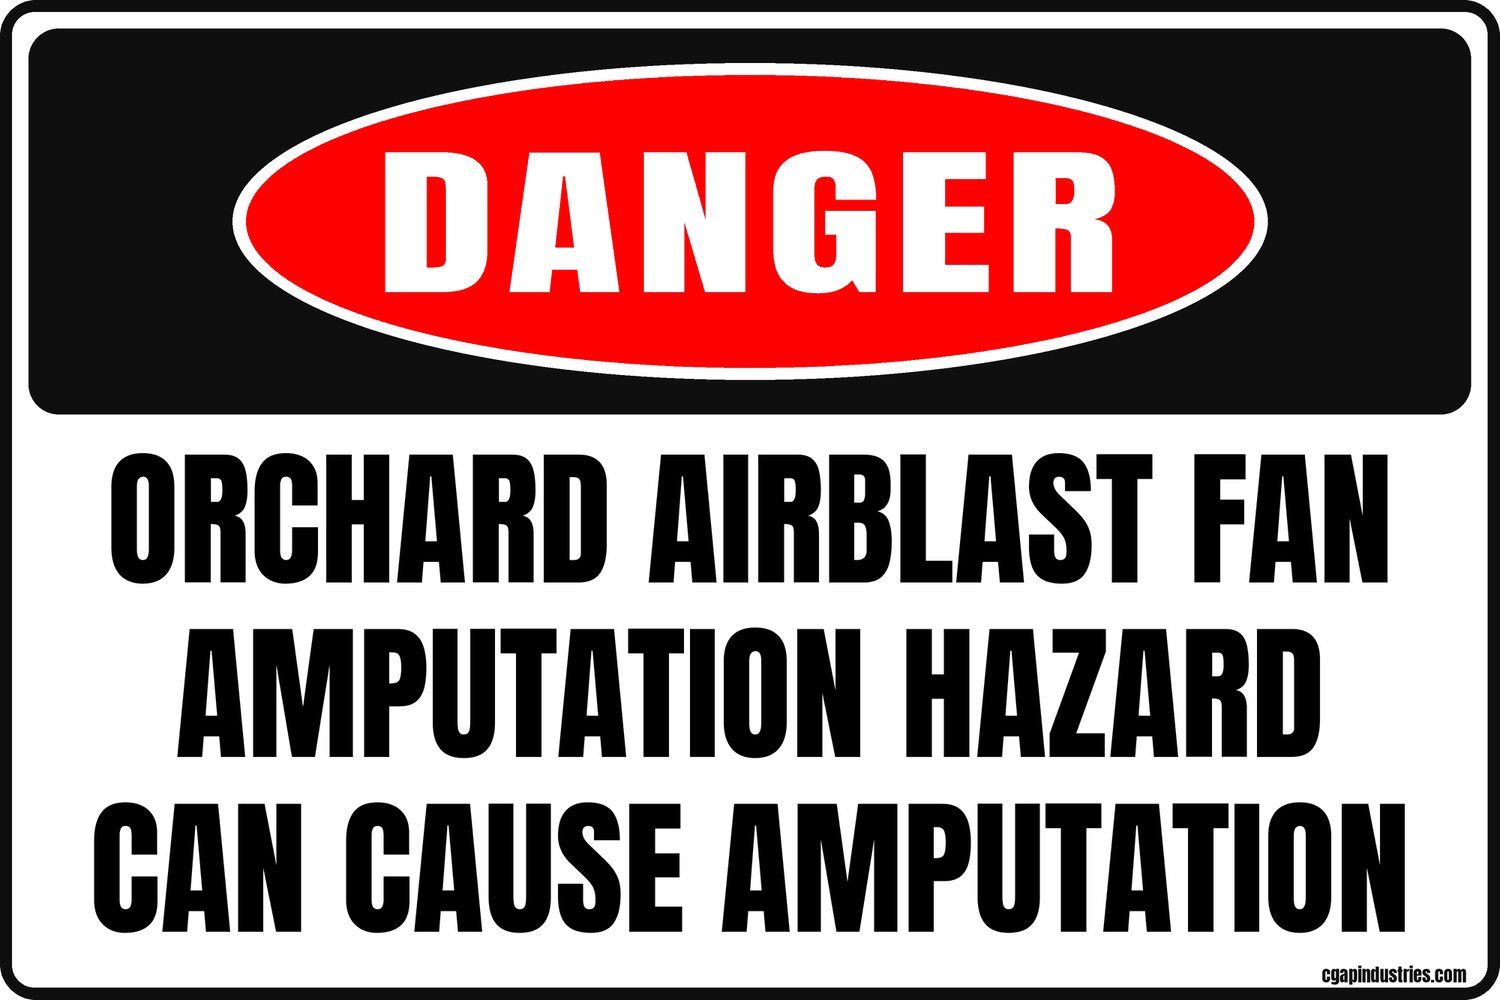 DANGER
ORCHARD AIRBLAST FAN
AMPUTATION HAZARD
CAN CAUSE AMPUTATION
cgapindustries.com